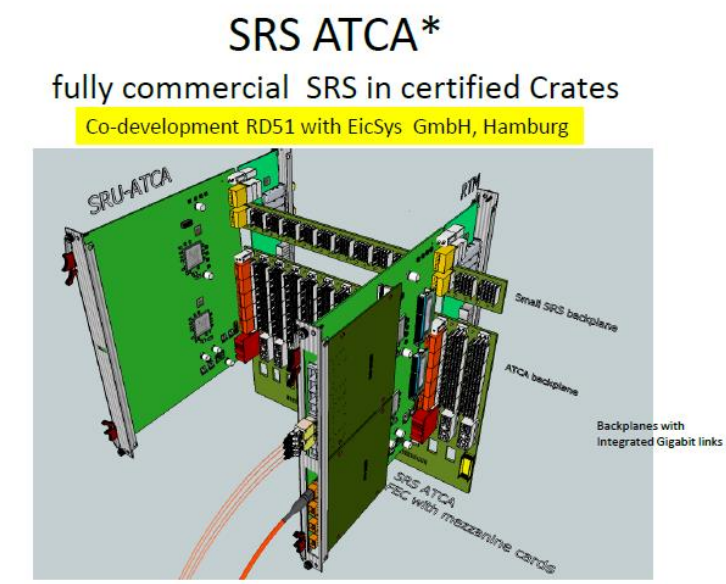 SRS ATCA*
fully commercial SRS in certified Crates
Co-development RD51 with EicSys GmbH, Hamburg
SRU-ATCA
RTM
Small SRS backplane
ATCA backplane
Backplanes with
Integrated Gigabit links
SRS ATCA
FEC with mezzanine cards